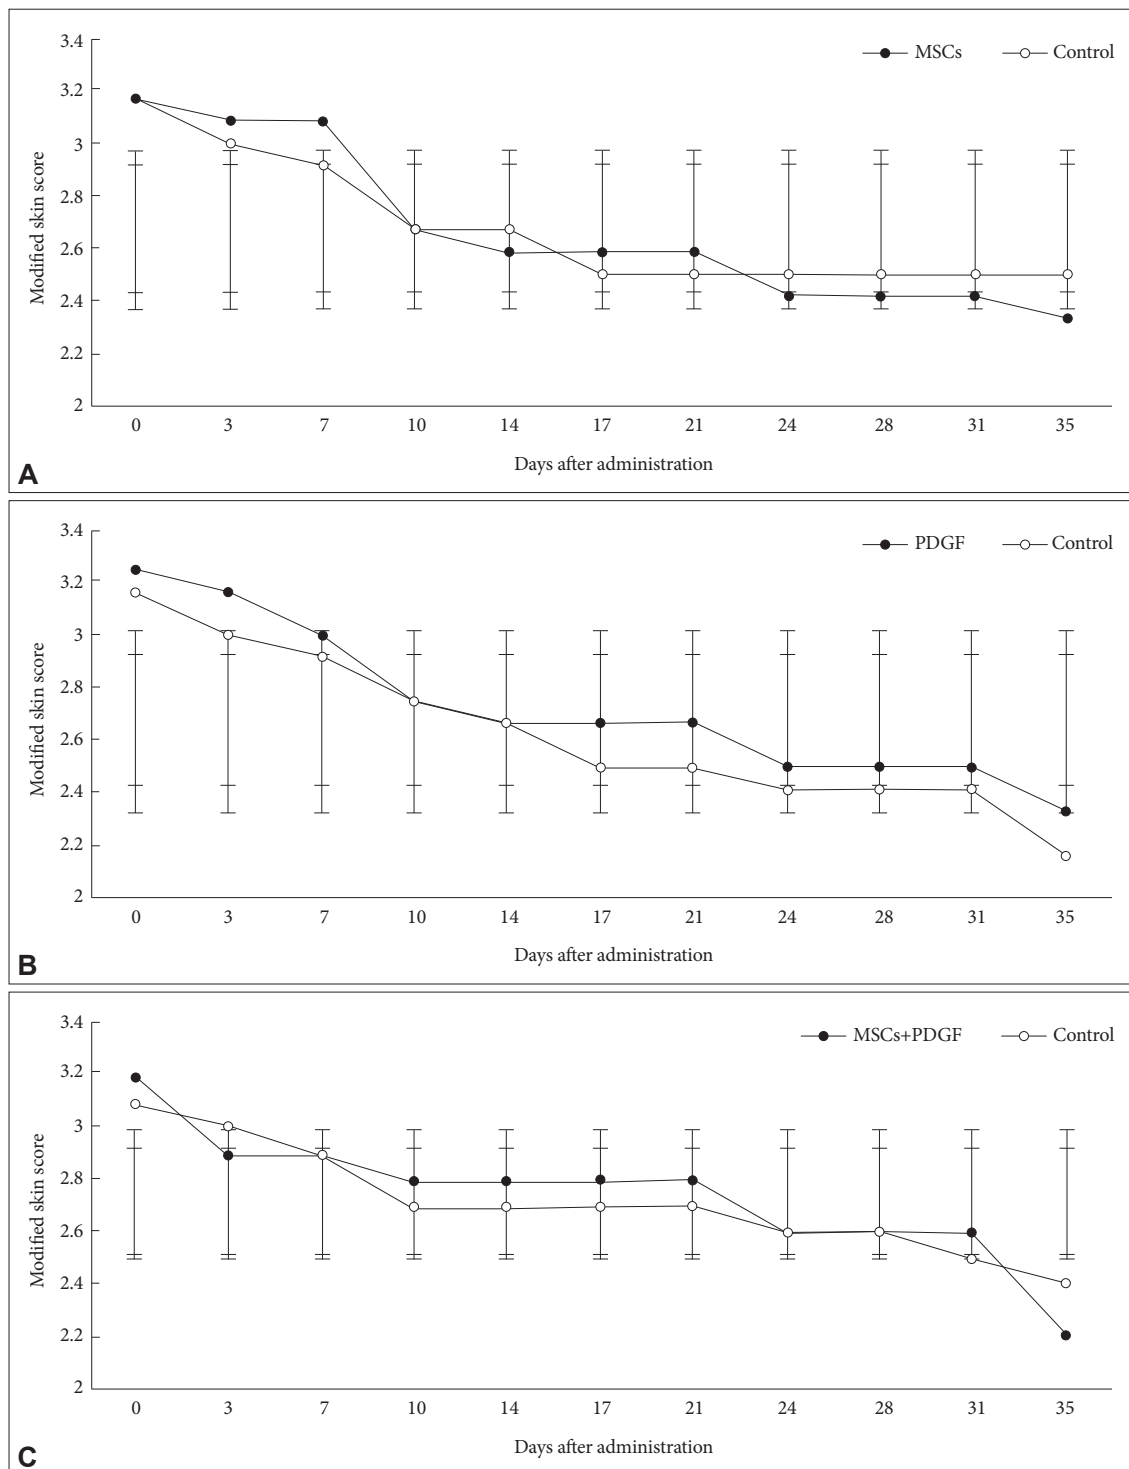 3.4
MSCs Control
3.2
3
2.8
2.6
2.4
2.2
2
Modified skin score
0 3 7 10 14 17 21 24 28 31 35
Days after administration
A
3.4
PDGF Control
3.2
3
2.8
2.6
2.4
2.2
2
Modified skin score
0 3 7 10 14 17 21 24 28 31 35
Days after administration
B
3.4
MSCs+PDGF Control
3.2
3
2.8
2.6
2.4
2.2
2
Modified skin score
0 3 7 10 14 17 21 24 28 31 35
Days after administration
C